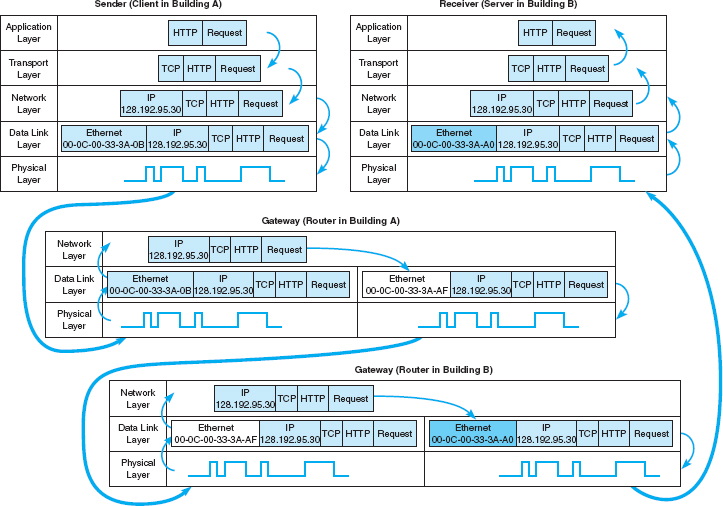 Sender (Client in Building A)
Application
Layer
HTTP Request
Transport
Layer
TCP HTTP Request
Network
Layer
IP
128.192.95.30 TCP HTTP Request
Data Link
Layer
Ethernet
00-0C-00-33-3A-0B
IP
128.192.95.30 TCP HTTP Request
Physical
Layer
Receiver (Server in Building B)
Application
Layer
HTTP Request
Transport
Layer
TCP HTTP Request
Network
Layer
IP
128.192.95.30 TCP HTTP Request
Data Link
Layer
Ethernet
00-0C-00-33-3A-A0
IP
128.192.95.30 TCP HTTP Request
Physical
Layer
Gateway (Router in Building A)
Network
Layer
IP
128.192.95.30 TCP HTTP Request
Data Link
Layer
Ethernet
00-0C-00-33-3A-0B
IP
128.192.95.30 TCP HTTP Request
Ethernet
00-0C-00-33-3A-AF
IP
128.192.95.30 TCP HTTP Request
Physical
Layer
Gateway (Router in Building B)
Network
Layer
IP
128.192.95.30 TCP HTTP Request
Data Link
Layer
Ethernet
00-0C-00-33-3A-AF
IP
128.192.95.30 TCP HTTP Request
Ethernet
00-0C-00-33-3A-A0
IP
128.192.95.30 TCP HTTP Request
Physical
Layer